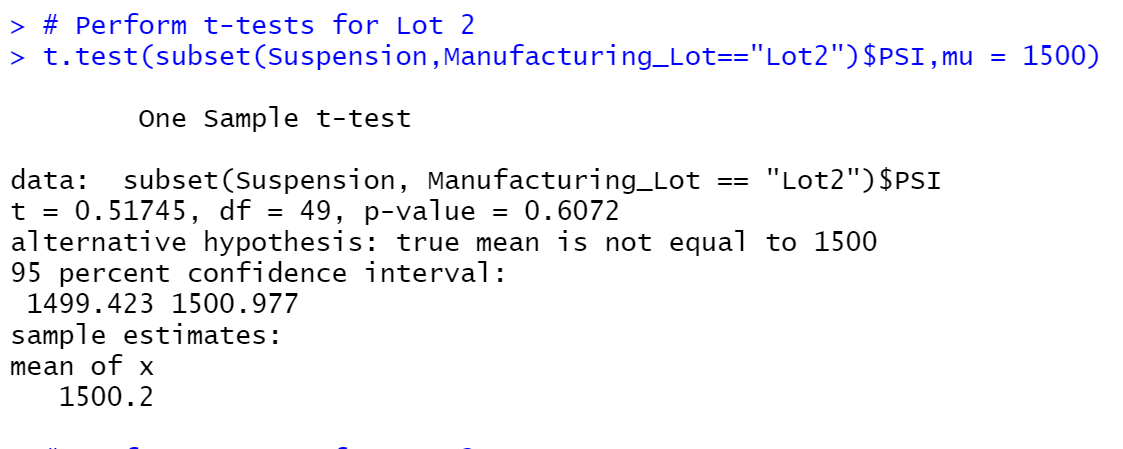 > # Perform t-tests for Lot 2
> t.test(subset(Suspension,Manufacturing_Lot=="Lot2")$PSI,mu = 1500)
One Sample t-test
data:  subset(Suspension, Manufacturing_Lot == "Lot2")$PSI
t = 0.51745, df = 49, p-value = 0.6072
alternative hypothesis: true mean is not equal to 1500
95 percent confidence interval:
 1499.423 1500.977
sample estimates:
mean of x
   1500.2